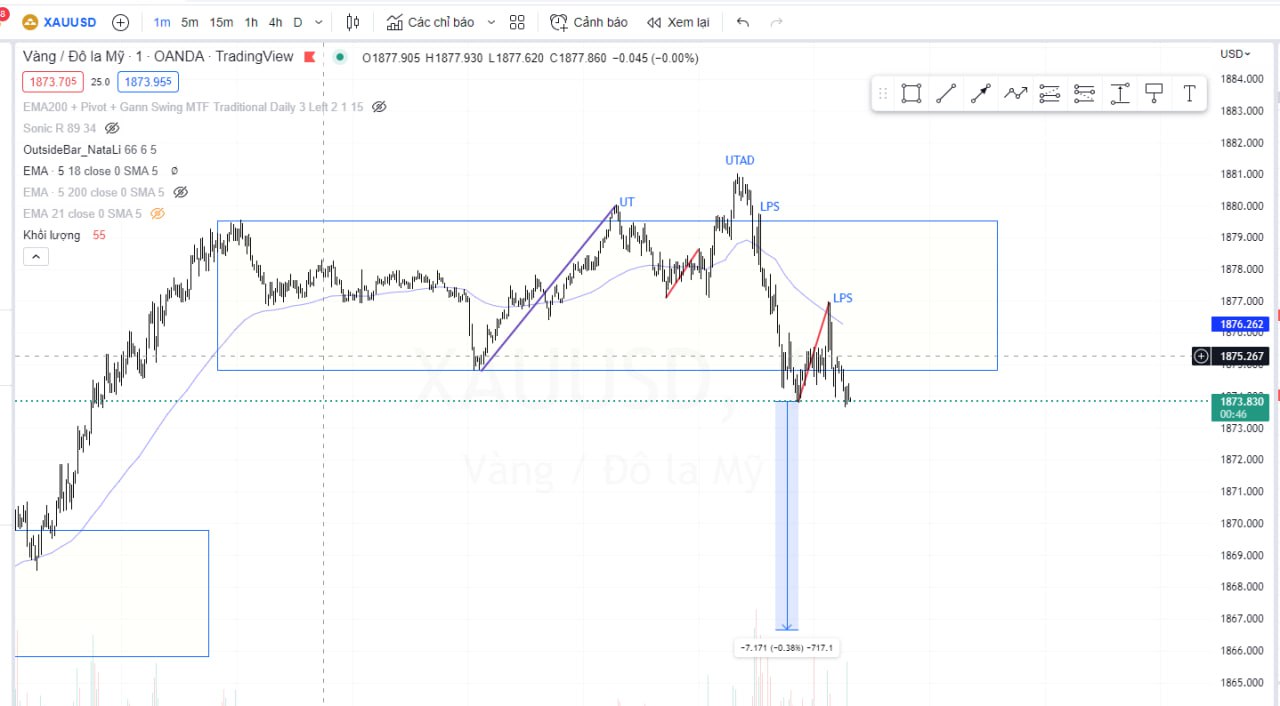 8
XAUUSD 1m 5m 15m 1h 4h D Các chỉ báo Cảnh báo Xem lại
Vàng / Đô la Mỹ · 1 · OANDA · TradingView O1877.905 H1877.930 L1877.620 C1877.860 −0.045 (−0.00%)
USD
1873.705 25.0 1873.955
EMA200 + Pivot + Gann Swing MTF Traditional Daily 3 Left 2 1 15
Sonic R 89 34
OutsideBar_NataLi 66 6 5
EMA · 5 18 close 0 SMA 5
EMA · 5 200 close 0 SMA 5
EMA 21 close 0 SMA 5
Khối lượng 55
T
UTAD
UT
LPS
LPS
XAUUSD,
Vàng / Đô la Mỹ
−7.171 (−0.38%) −717.1
1884.000
1883.000
1882.000
1881.000
1880.000
1879.000
1878.000
1877.000
1876.262
1876.000
1875.267
1873.830
00:46
1873.000
1872.000
1871.000
1870.000
1869.000
1868.000
1867.000
1866.000
1865.000